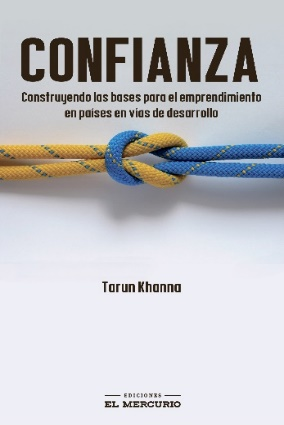 CONFIANZA
Construyendo las bases para el emprendimiento
en países en vías de desarrollo
Tarun Khanna
EDICIONES
EL MERCURIO